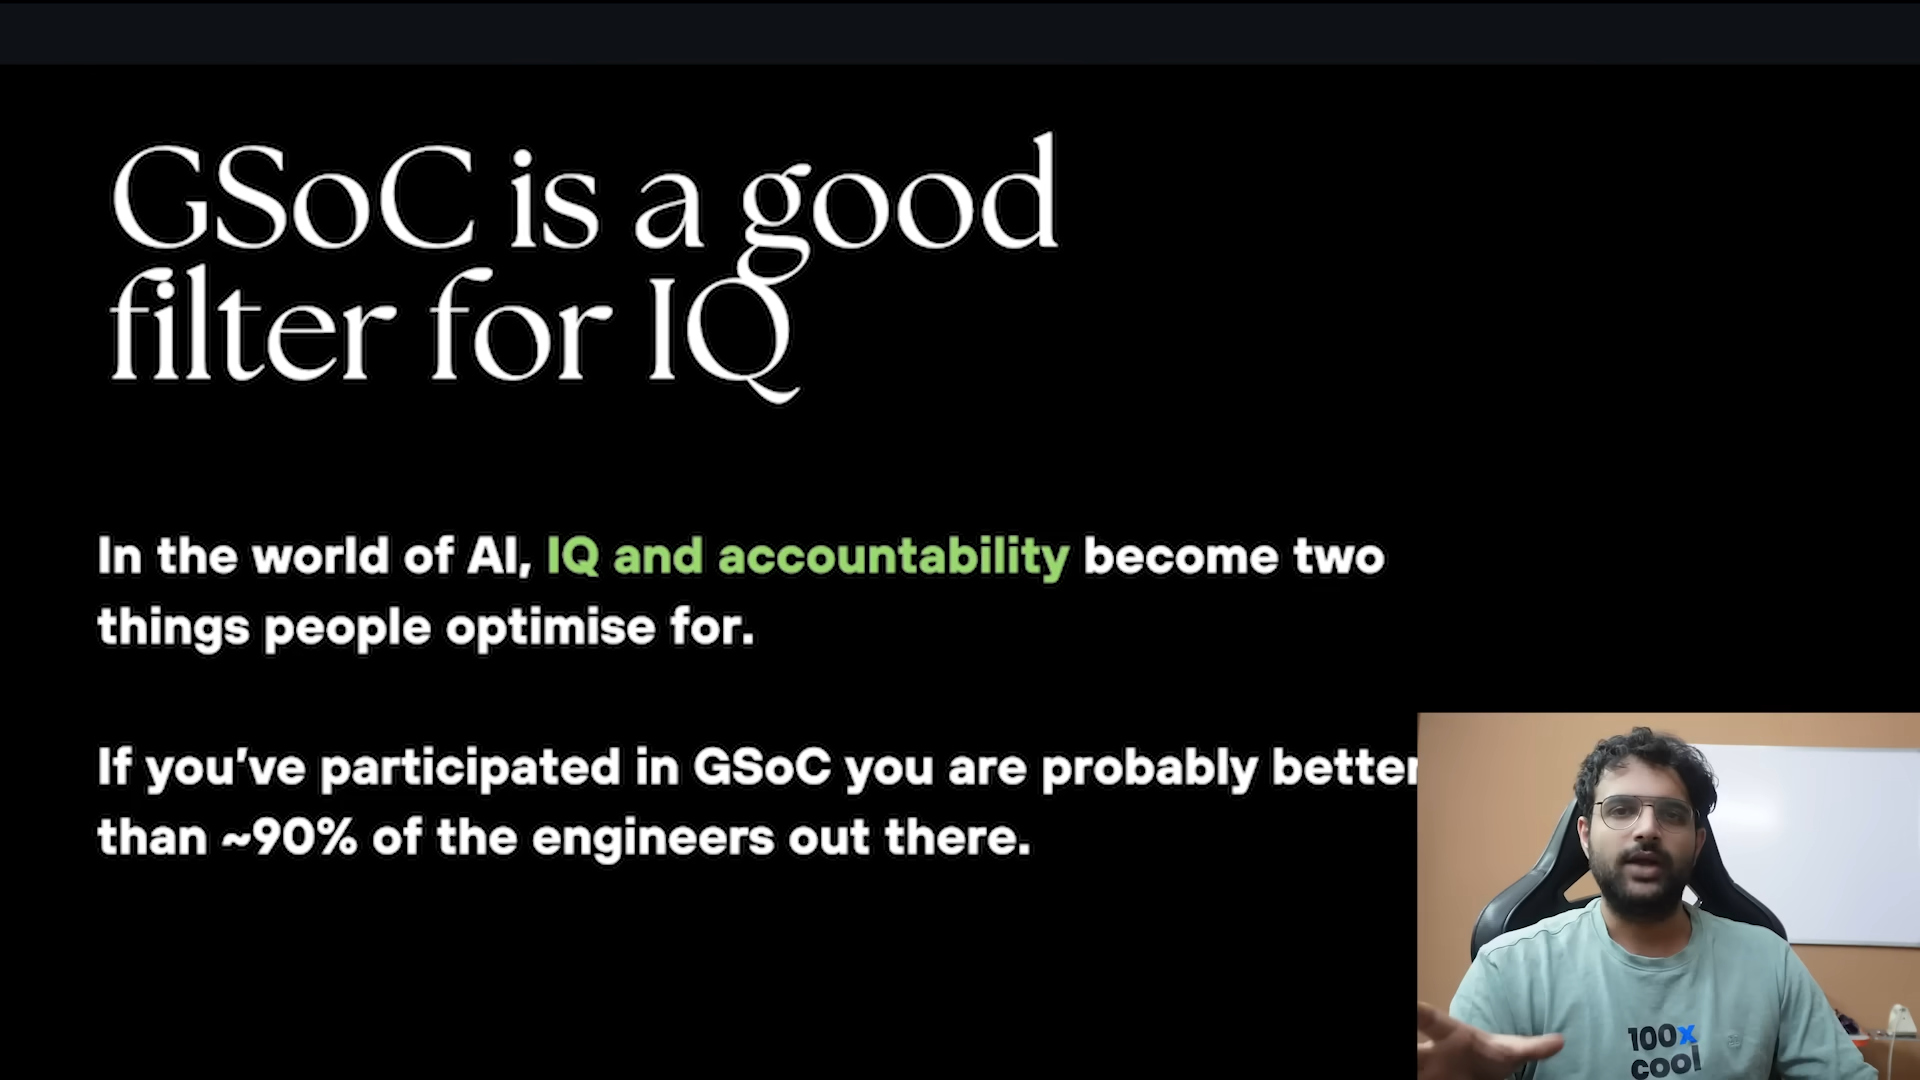 GSoC is a good
filter for IQ
In the world of AI, IQ and accountability become two
things people optimise for.
If you've participated in GSoC you are probably better
than ~90% of the engineers out there.
100x
cool